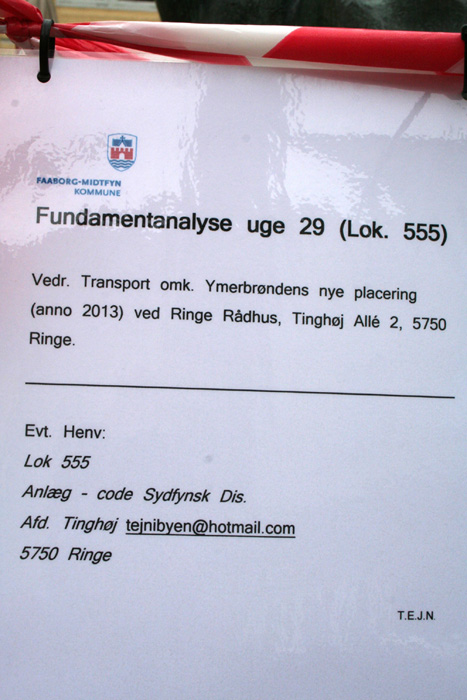 FAABORG-MIDTFYN
KOMMUNE
Fundamentanalyse uge 29 (Lok. 555)
Vedr. Transport omk. Ymerbrøndens nye placering
(anno 2013) ved Ringe Rådhus, Tinghøj Allé 2, 5750
Ringe.
Evt. Henv:
Lok 555
Anlæg - code Sydfynsk Dis.
Afd. Tinghøj tejnibyen@hotmail.com
5750 Ringe
T.E.J.N.